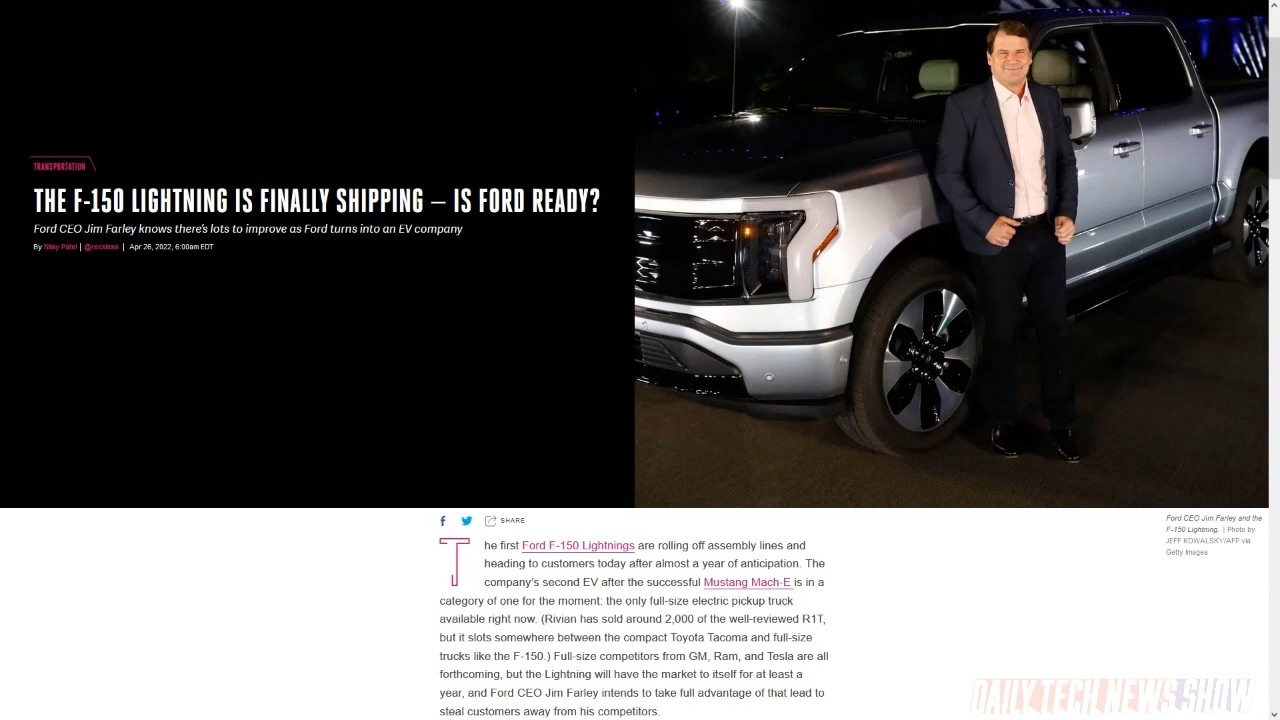 TRANSPORTATION
THE F-150 LIGHTNING IS FINALLY SHIPPING — IS FORD READY?
Ford CEO Jim Farley knows there's lots to improve as Ford turns into an EV company
By Nilay Patel | @reckless | Apr 26, 2022, 6:00am EDT
SHARE
Ford CEO Jim Farley and the
F-150 Lightning. | Photo by
JEFF KOWALSKY/AFP via
Getty Images
The first Ford F-150 Lightnings are rolling off assembly lines and
heading to customers today after almost a year of anticipation. The
company's second EV after the successful Mustang Mach-E is in a
category of one for the moment: the only full-size electric pickup truck
available right now. (Rivian has sold around 2,000 of the well-reviewed R1T,
but it slots somewhere between the compact Toyota Tacoma and full-size
trucks like the F-150.) Full-size competitors from GM, Ram, and Tesla are all
forthcoming, but the Lightning will have the market to itself for at least a
year, and Ford CEO Jim Farley intends to take full advantage of that lead to
steal customers away from his competitors.
DAILY TECH NEWS SHOW